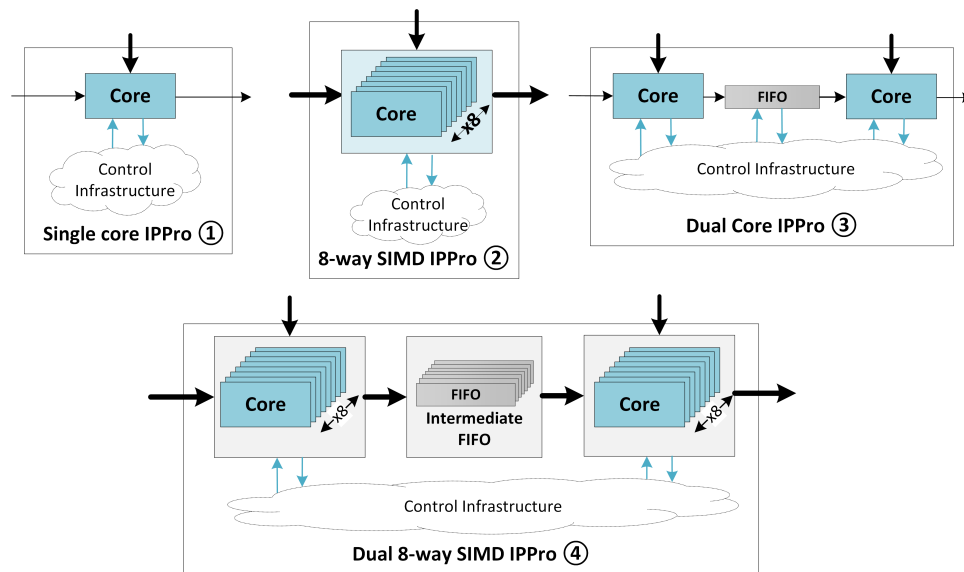 Core
Control
Infrastructure
Single core IPPro ①
Core
x8
Control
Infrastructure
8-way SIMD IPPro ②
Core
FIFO
Core
Control Infrastructure
Dual Core IPPro ③
Core
x8
FIFO
Intermediate
FIFO
Core
x8
Control Infrastructure
Dual 8-way SIMD IPPro ④